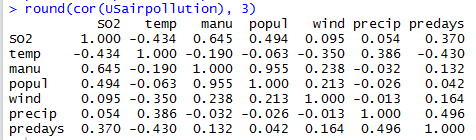 > round(cor(USairpollution), 3)
SO2 temp manu popul wind precip predays
SO2 1.000 -0.434 0.645 0.494 0.095 0.054 0.370
temp -0.434 1.000 -0.190 -0.063 -0.350 0.386 -0.430
manu 0.645 -0.190 1.000 0.955 0.238 -0.032 0.132
popul 0.494 -0.063 0.955 1.000 0.213 -0.026 0.042
wind 0.095 -0.350 0.238 0.213 1.000 -0.013 0.164
precip 0.054 0.386 -0.032 -0.026 -0.013 1.000 0.496
predays 0.370 -0.430 0.132 0.042 0.164 0.496 1.000